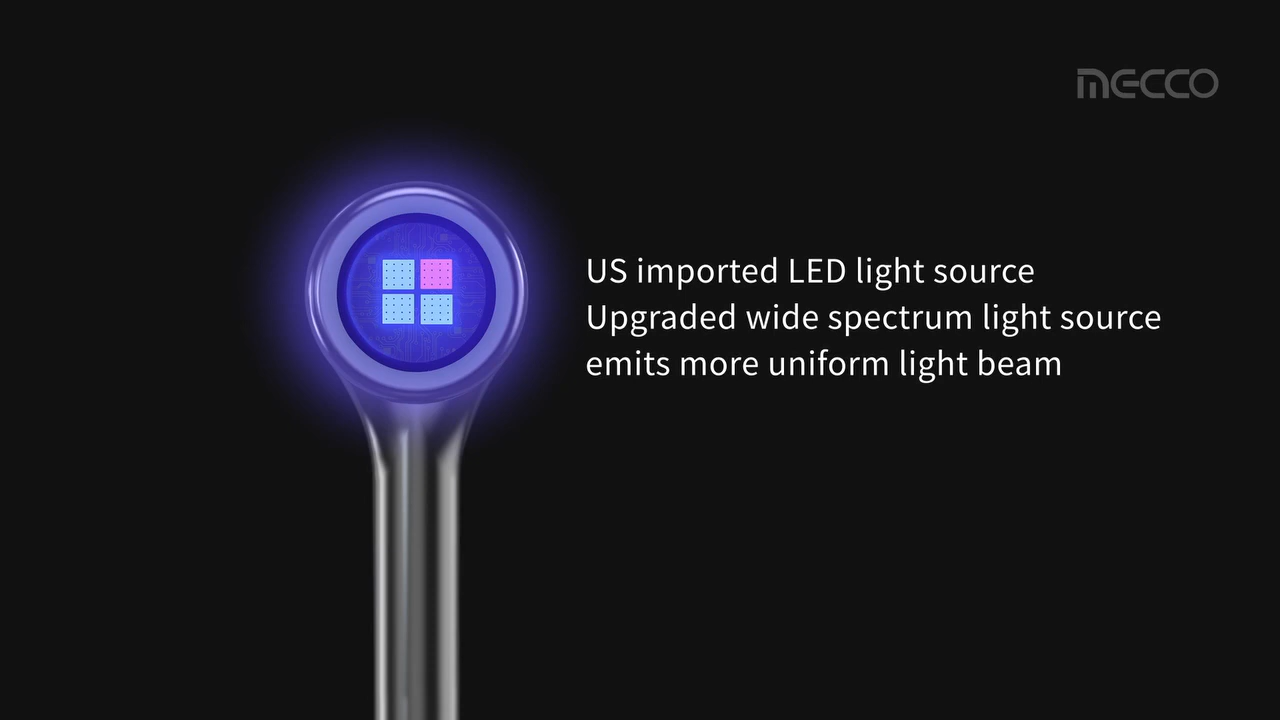 MECCO
US imported LED light source
Upgraded wide spectrum light source
emits more uniform light beam